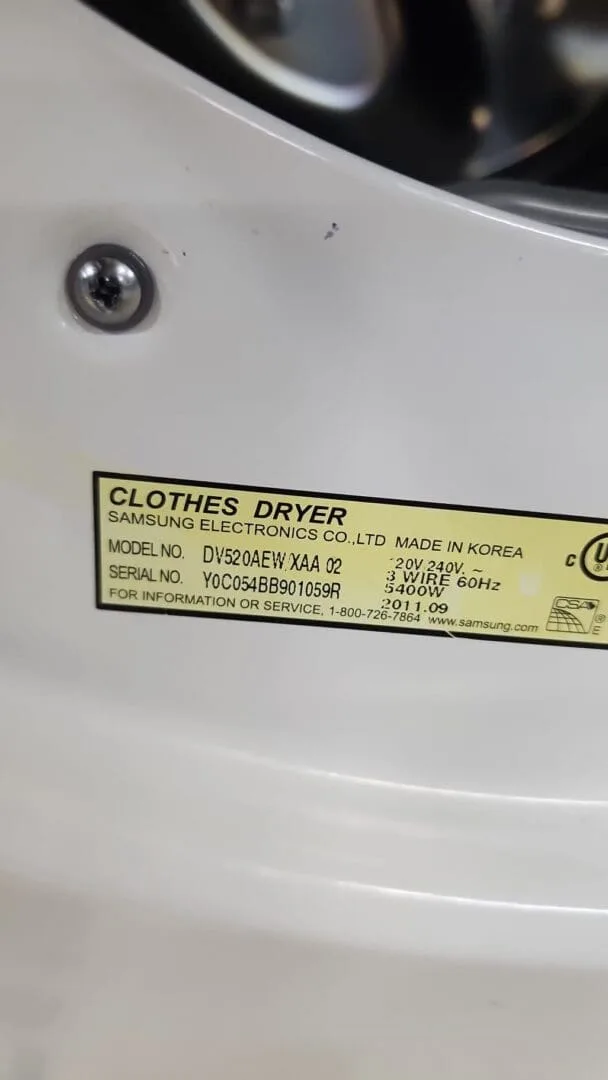 CLOTHES DRYER
SAMSUNG ELECTRONICS CO.,LTD MADE IN KOREA
MODEL NO. DV520AEW/XAA 02
120V 240V. ~
3 WIRE 60Hz
SERIAL NO. Y0C054BB901059R
5400W
2011.09
FOR INFORMATION OR SERVICE, 1-800-726-7864 www.samsung.com
C U ®
CSA ®
E